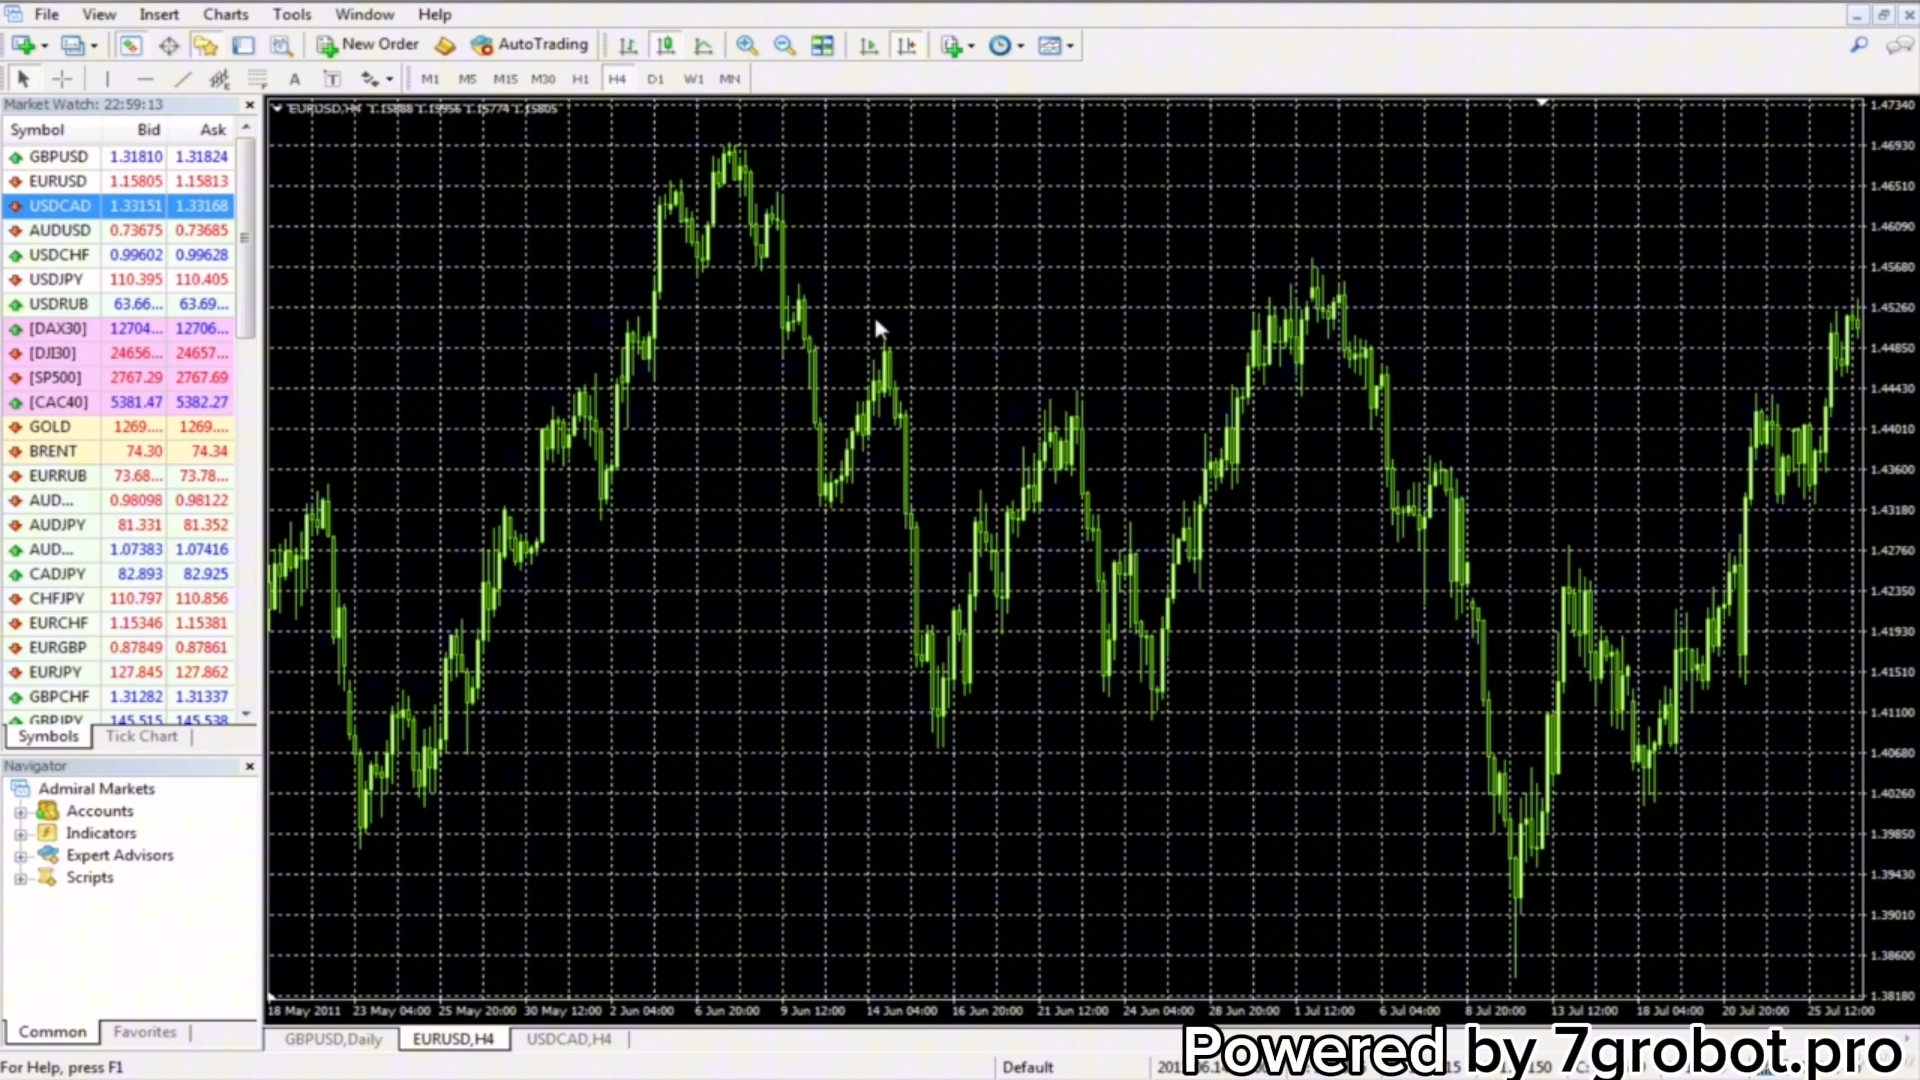 File View Insert Charts Tools Window Help
New Order AutoTrading
M1 M5 M15 M30 H1 H4 D1 W1 MN
Market Watch: 22:59:13
Symbol Bid Ask
GBPUSD 1.31810 1.31824
EURUSD 1.15805 1.15813
USDCAD 1.33151 1.33168
AUDUSD 0.73675 0.73685
USDCHF 0.99602 0.99628
USDJPY 110.395 110.405
USDRUB 63.66... 63.69...
[DAX30] 12704... 12706...
[DJI30] 24656... 24657...
[SP500] 2767.29 2767.69
[CAC40] 5381.47 5382.27
GOLD 1269.... 1269....
BRENT 74.30 74.34
EURRUB 73.68... 73.78...
AUD... 0.98098 0.98122
AUDJPY 81.331 81.352
AUD... 1.07383 1.07416
CADJPY 82.893 82.925
CHFJPY 110.797 110.856
EURCHF 1.15346 1.15381
EURGBP 0.87849 0.87861
EURJPY 127.845 127.862
GBPCHF 1.31282 1.31337
GBPJPY 145.515 145.538
Symbols Tick Chart
Navigator
Admiral Markets
Accounts
Indicators
Expert Advisors
Scripts
Common Favorites
EURUSD,H4
1.47340
1.46930
1.46510
1.46090
1.45680
1.45260
1.44850
1.44430
1.44010
1.43600
1.43180
1.42760
1.42350
1.41930
1.41510
1.41100
1.40680
1.40260
1.39850
1.39430
1.39010
1.38600
1.38180
18 May 2011 23 May 04:00 25 May 20:00 30 May 12:00 2 Jun 04:00 6 Jun 20:00 9 Jun 12:00 14 Jun 04:00 16 Jun 20:00 21 Jun 12:00 24 Jun 04:00 28 Jun 20:00 1 Jul 12:00 6 Jul 04:00 8 Jul 20:00 13 Jul 12:00 18 Jul 04:00 20 Jul 20:00 25 Jul 12:00
GBPUSD,Daily EURUSD,H4 USDCAD,H4
For Help, press F1 Default
Powered by 7grobot.pro